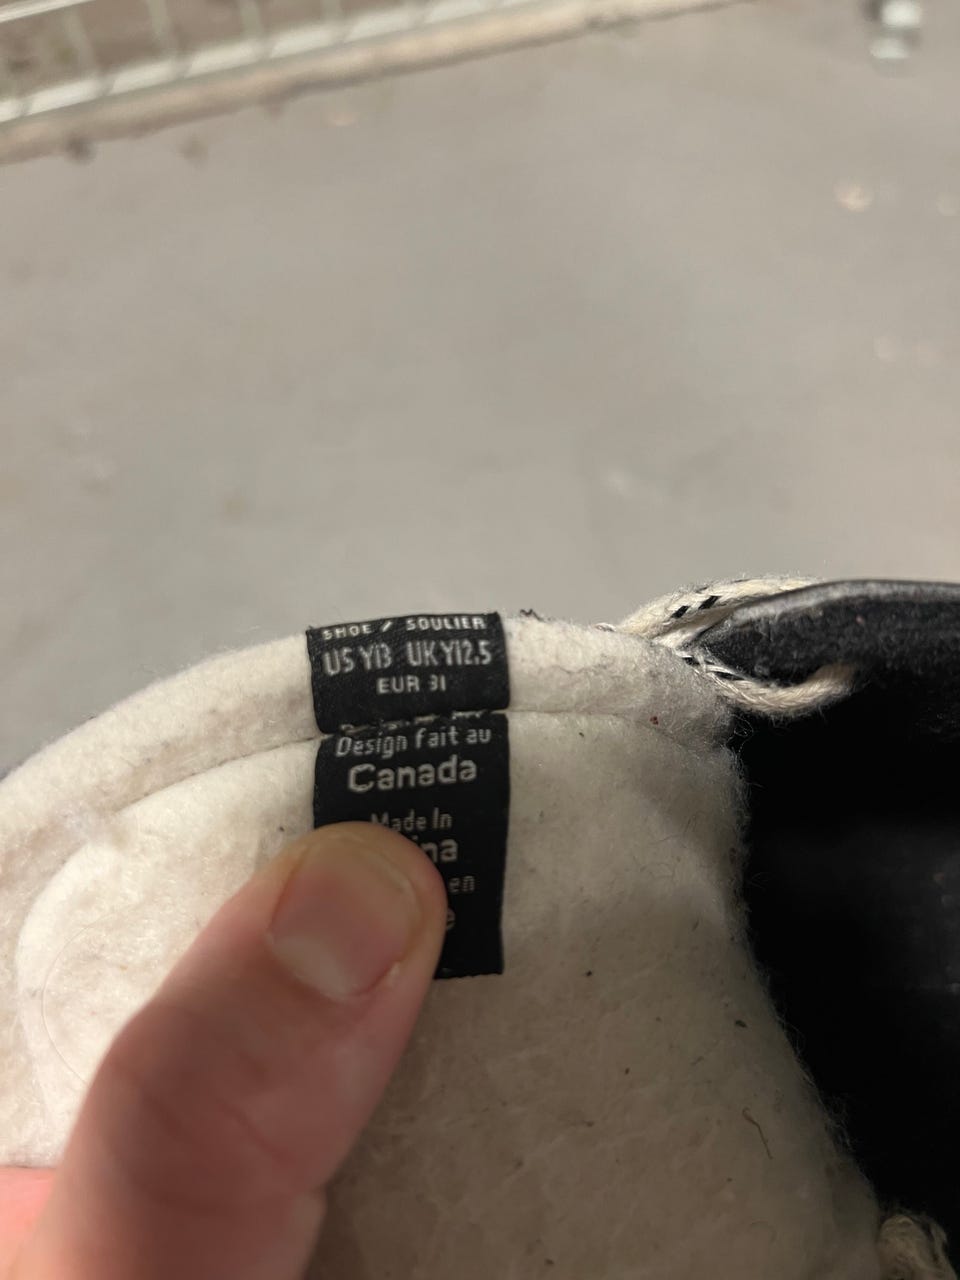 SHOE / SOULIER
US Y13 UK Y12.5
EUR 31
Design fait au
Canada
Made In